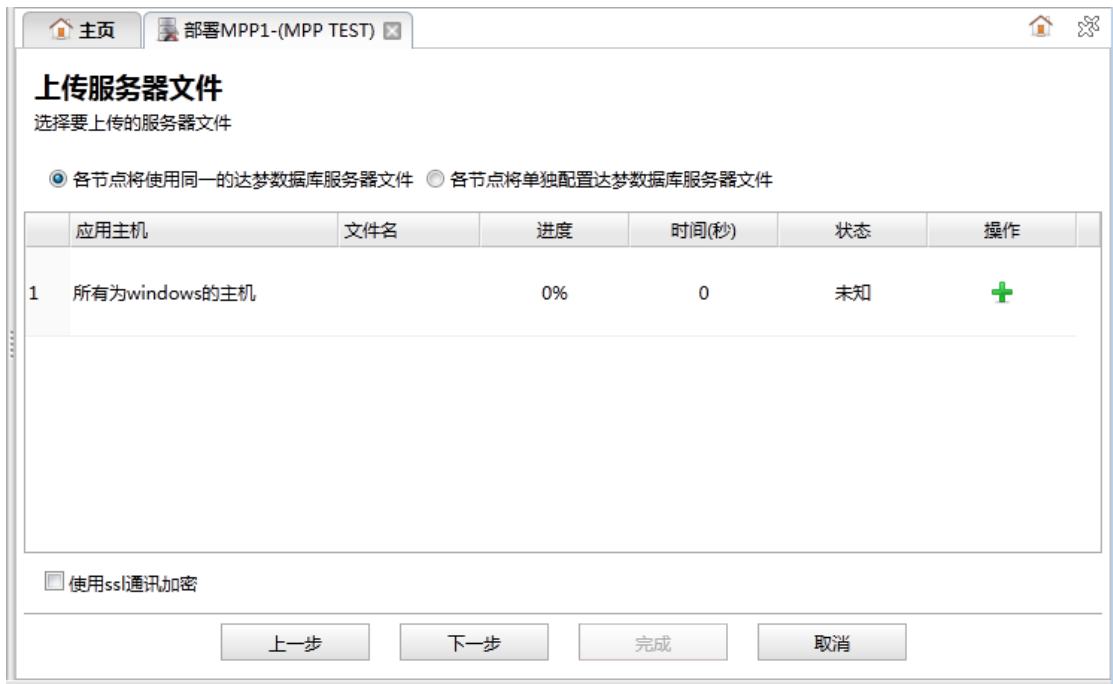 主页 部署MPP1-(MPP TEST)
上传服务器文件
选择要上传的服务器文件
各节点将使用同一的达梦数据库服务器文件 各节点将单独配置达梦数据库服务器文件
应用主机 文件名 进度 时间(秒) 状态 操作
1 所有为windows的主机 0% 0 未知
使用ssl通讯加密
上一步 下一步 完成 取消